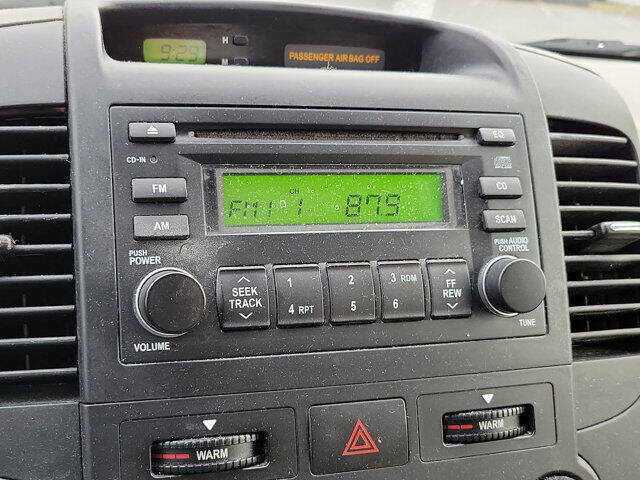 9:29
H
M
PASSENGER AIR BAG OFF
CD-IN
EQ
FM
AM
CH
FM1 1 87.9
CD
SCAN
PUSH
POWER
VOLUME
SEEK
TRACK
1
4 RPT
2
5
3 RDM
6
FF
REW
PUSH AUDIO
CONTROL
TUNE
WARM
WARM